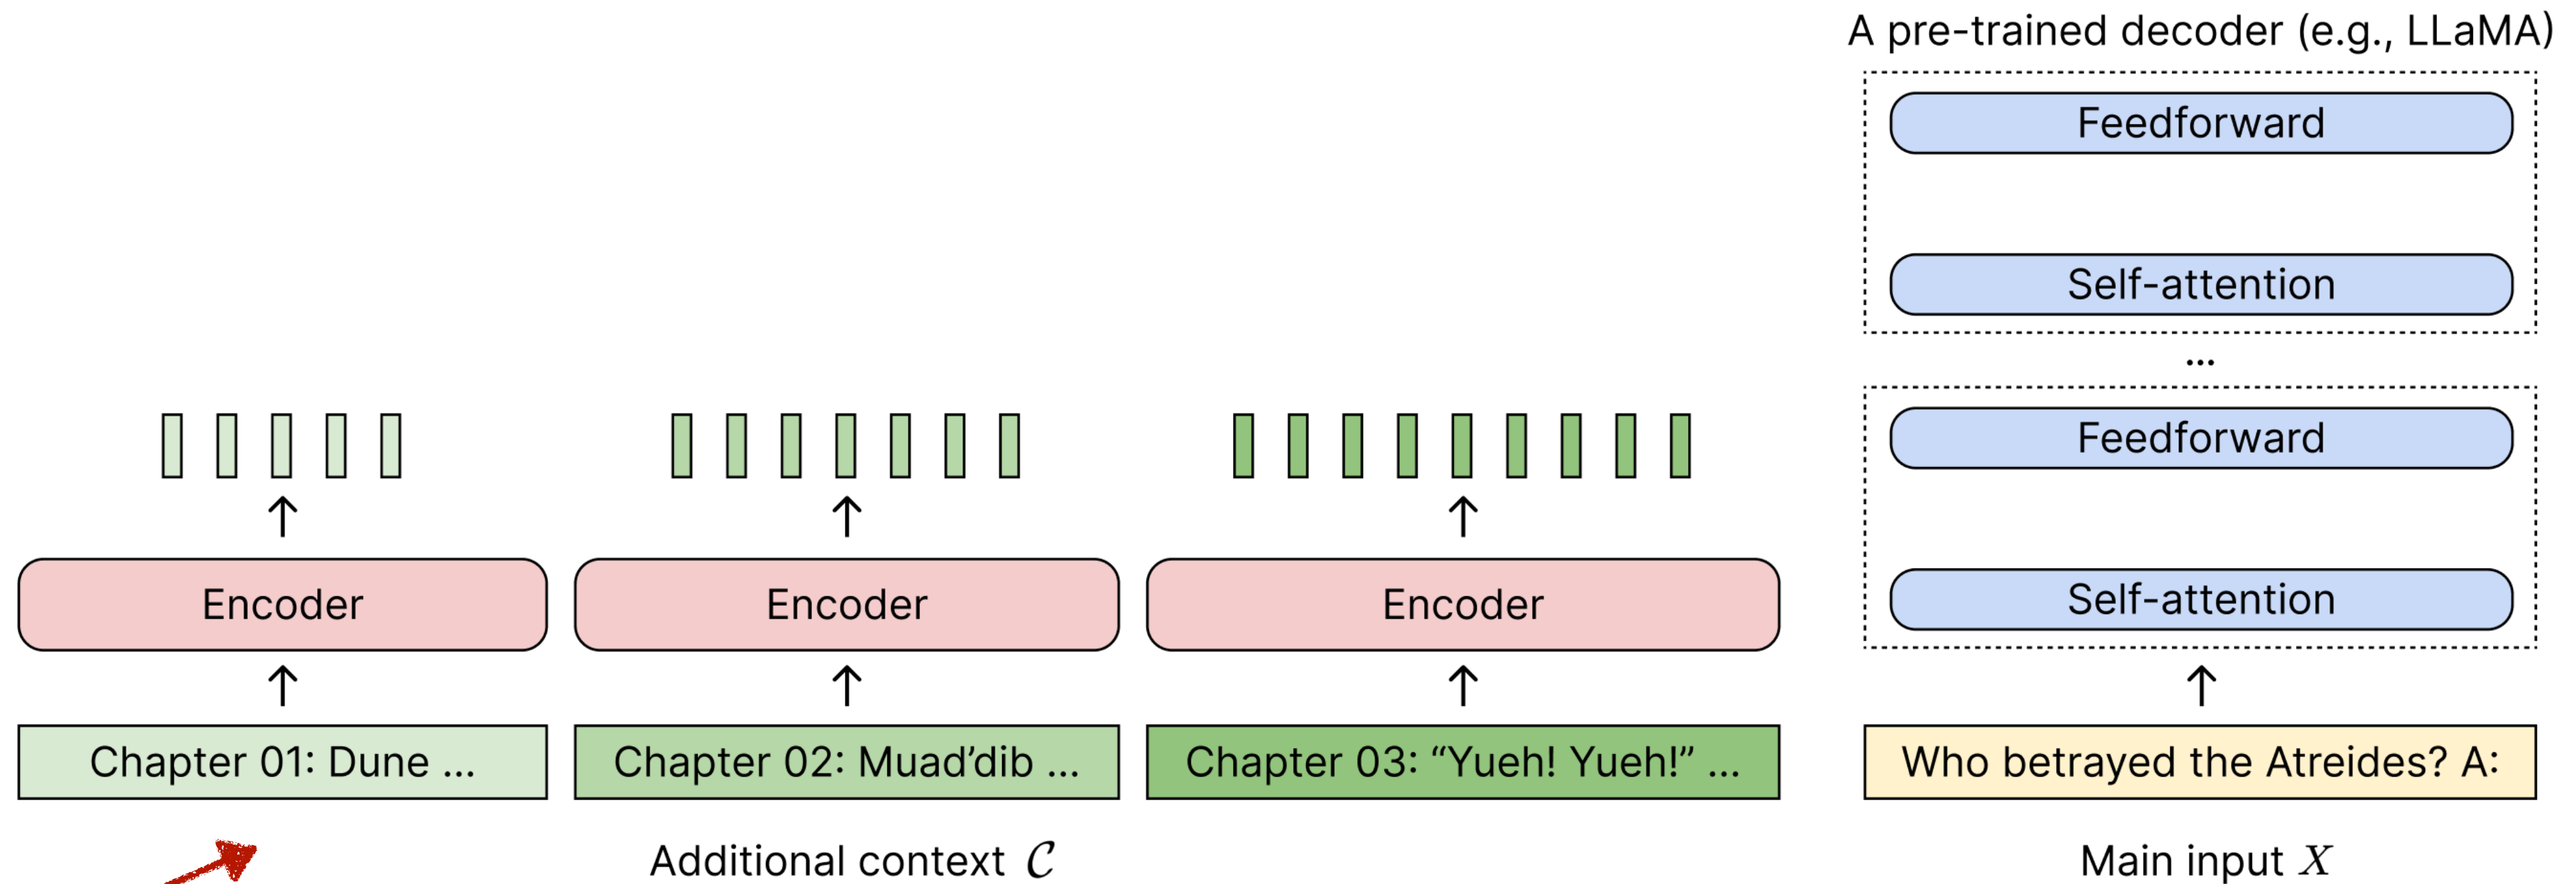 A pre-trained decoder (e.g., LLaMA)
Feedforward
Self-attention
...
Feedforward
Self-attention
Encoder
Encoder
Encoder
Chapter 01: Dune ...
Chapter 02: Muad’dib ...
Chapter 03: “Yueh! Yueh!” ...
Who betrayed the Atreides? A:
Additional context 𝒞
Main input X